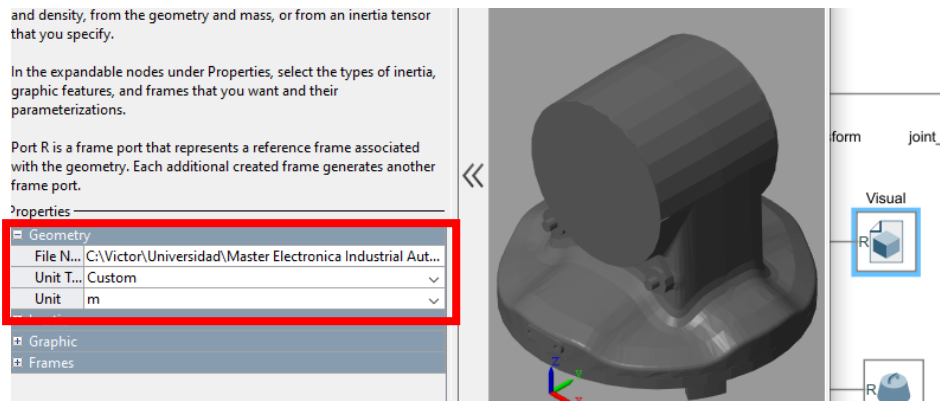 and density, from the geometry and mass, or from an inertia tensor
that you specify.
In the expandable nodes under Properties, select the types of inertia,
graphic features, and frames that you want and their
parameterizations.
Port R is a frame port that represents a reference frame associated
with the geometry. Each additional created frame generates another
frame port.
Properties
Geometry
File N... C:\Victor\Universidad\Master Electronica Industrial Aut...
Unit T... Custom
Unit m
Graphic
Frames
Z
form joint_
Visual
R
R